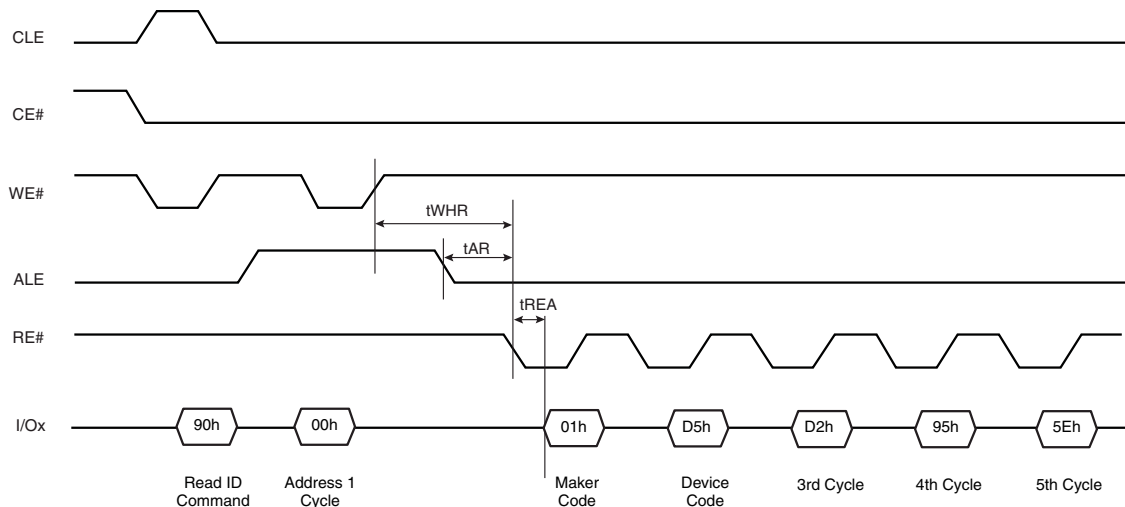 CLE
CE#
WE#
tWHR
tAR
ALE
tREA
RE#
I/Ox
90h
00h
01h
D5h
D2h
95h
5Eh
Read ID
Command
Address 1
Cycle
Maker
Code
Device
Code
3rd Cycle
4th Cycle
5th Cycle